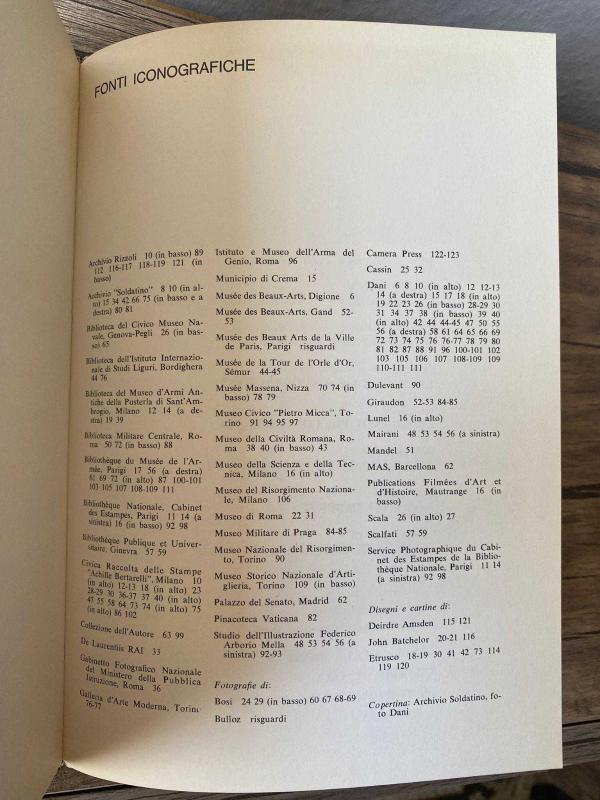 FONTI ICONOGRAFICHE
Archivio Rizzoli 10 (in basso) 89
112 116-117 118-119 121 (in
basso)
Archivio "Soldatino" 8 10 (in al-
to) 15 34 42 66 75 (in basso e a
destra) 80 81
Biblioteca del Civico Museo Na-
vale, Genova-Pegli 26 (in bas-
so) 65
Biblioteca dell'Istituto Internazio-
nale di Studi Liguri, Bordighera
44 76
Biblioteca del Museo d'Armi An-
tiche della Posterla di Sant'Am-
brogio, Milano 12 14 (a de-
stra) 19 39
Biblioteca Militare Centrale, Ro-
ma 50 72 (in basso) 88
Bibliothèque du Musée de l'Ar-
mée, Parigi 17 56 (a destra)
61 69 72 (in alto) 87 100-101
103 105 107 108-109 111
Bibliothèque Nationale, Cabinet
des Estampes, Parigi 11 14 (a
sinistra) 16 (in basso) 92 98
Bibliothèque Publique et Univer-
sitaire, Ginevra 57 59
Civica Raccolta delle Stampe
"Achille Bertarelli", Milano 10
(in alto) 12-13 18 (in alto) 23
28-29 30 36-37 37 40 (in alto)
47 55 58 64 73 74 (in alto) 75
(in alto) 86 102
Collezione dell'Autore 63 99
De Laurentiis RAI 33
Gabinetto Fotografico Nazionale
del Ministero della Pubblica
Istruzione, Roma 36
Galleria d'Arte Moderna, Torino
76-77
Istituto e Museo dell'Arma del
Genio, Roma 96
Municipio di Crema 15
Musée des Beaux-Arts, Digione 6
Musée des Beaux-Arts, Gand 52-
53
Musée des Beaux Arts de la Ville
de Paris, Parigi risguardi
Musée de la Tour de l'Orle d'Or,
Sémur 44-45
Musée Massena, Nizza 70 74 (in
basso) 78 79
Museo Civico "Pietro Micca", To-
rino 91 94 95 97
Museo della Civiltà Romana, Ro-
ma 38 40 (in basso) 43
Museo della Scienza e della Tec-
nica, Milano 16 (in alto)
Museo del Risorgimento Naziona-
le, Milano 106
Museo di Roma 22 31
Museo Militare di Praga 84-85
Museo Nazionale del Risorgimen-
to, Torino 90
Museo Storico Nazionale d'Arti-
glieria, Torino 109 (in basso)
Palazzo del Senato, Madrid 62
Pinacoteca Vaticana 82
Studio dell'Illustrazione Federico
Arborio Mella 48 53 54 56 (a
sinistra) 92-93
Fotografie di:
Bosi 24 29 (in basso) 60 67 68-69
Bulloz risguardi
Camera Press 122-123
Cassin 25 32
Dani 6 8 10 (in alto) 12 12-13
14 (a destra) 15 17 18 (in alto)
19 22 23 26 (in basso) 28-29 30
31 34 37 38 (in basso) 39 40
(in alto) 42 44 44-45 47 50 55
56 (a destra) 58 61 64 65 66 69
72 73 74 75 76 76-77 78 79 80
81 82 87 88 91 96 100-101 102
103 105 106 107 108-109 109
110-111 111
Dulevant 90
Giraudon 52-53 84-85
Lunel 16 (in alto)
Mairani 48 53 54 56 (a sinistra)
Mandel 51
MAS, Barcellona 62
Publications Filmées d'Art et
d'Histoire, Mautrange 16 (in
basso)
Scala 26 (in alto) 27
Scalfati 57 59
Service Photographique du Cabi-
net des Estampes de la Biblio-
thèque Nationale, Parigi 11 14
(a sinistra) 92 98
Disegni e cartine di:
Deirdre Amsden 115 121
John Batchelor 20-21 116
Etrusco 18-19 30 41 42 73 114
119 120
Copertina: Archivio Soldatino, fo-
to Dani